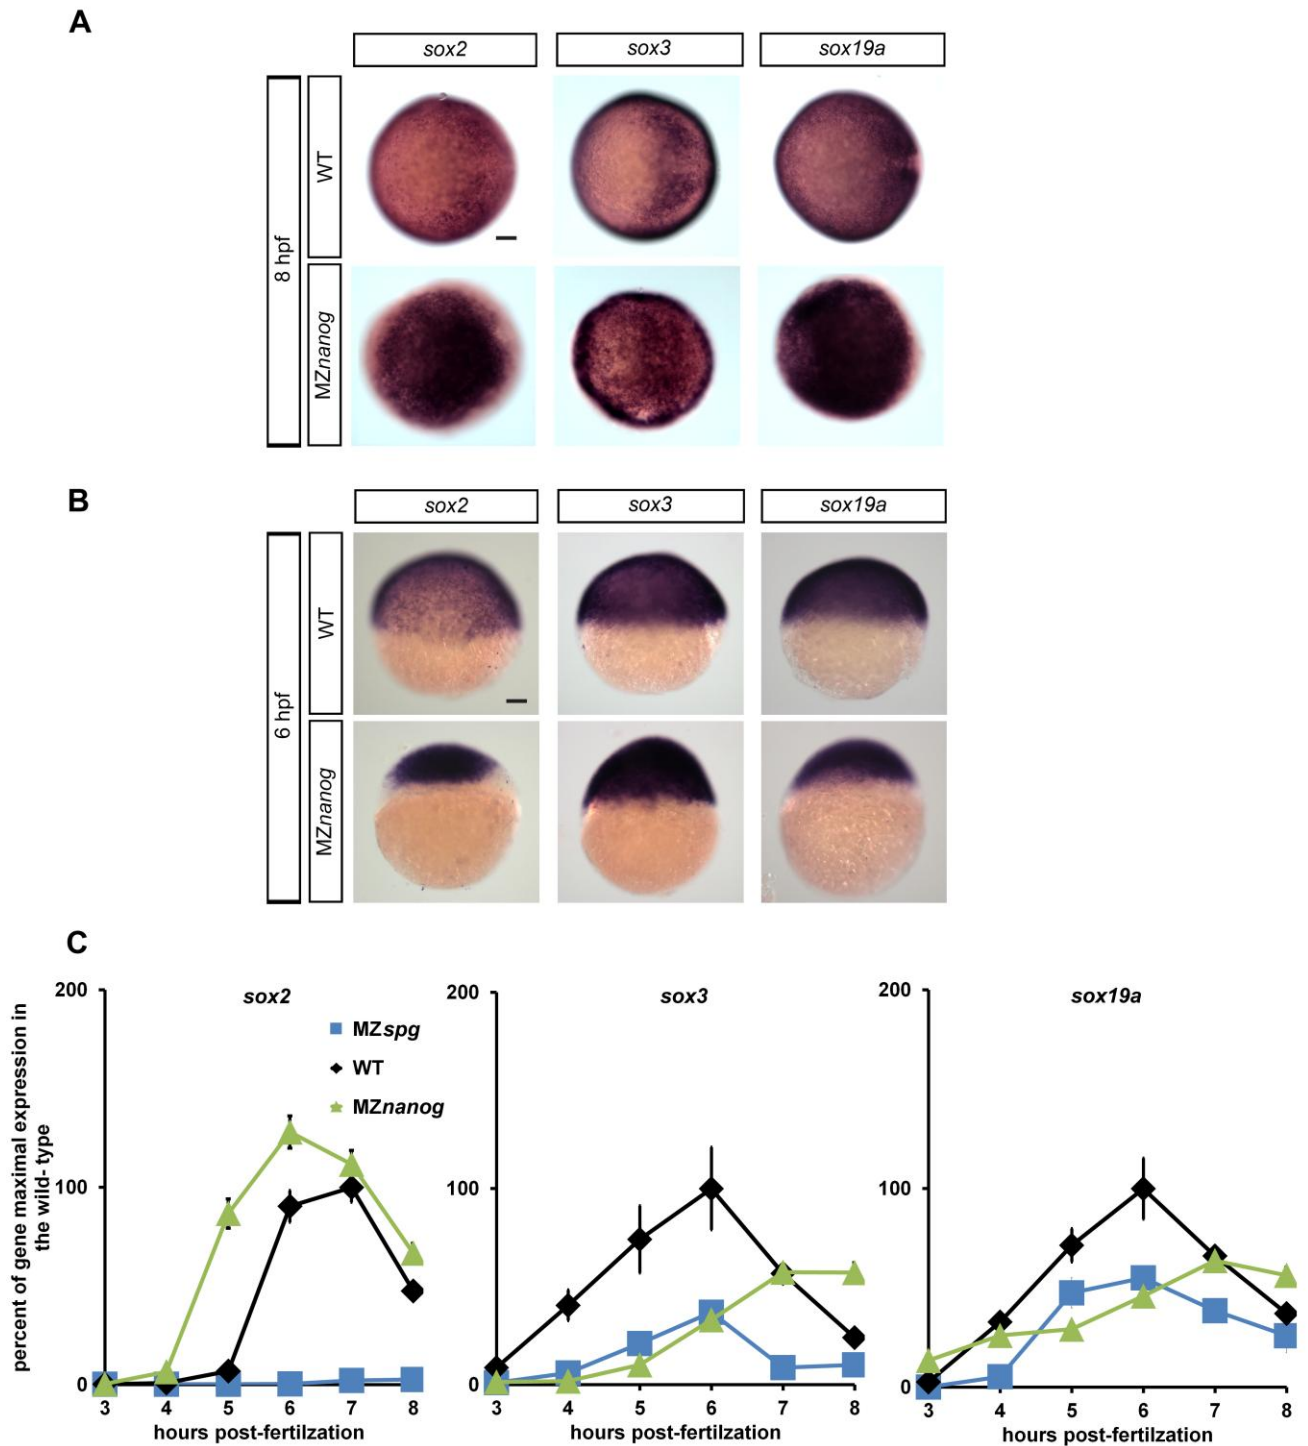 A
sox2 sox3 sox19a
8 hpf
WT
MZnanog
B
sox2 sox3 sox19a
6 hpf
WT
MZnanog
C
percent of gene maximal expression in
the wild- type
sox2
200
100
0
MZspg
WT
MZnanog
3 4 5 6 7 8
hours post-fertilzation
sox3
200
100
0
3 4 5 6 7 8
hours post-fertilzation
sox19a
200
100
0
3 4 5 6 7 8
hours post-fertilzation